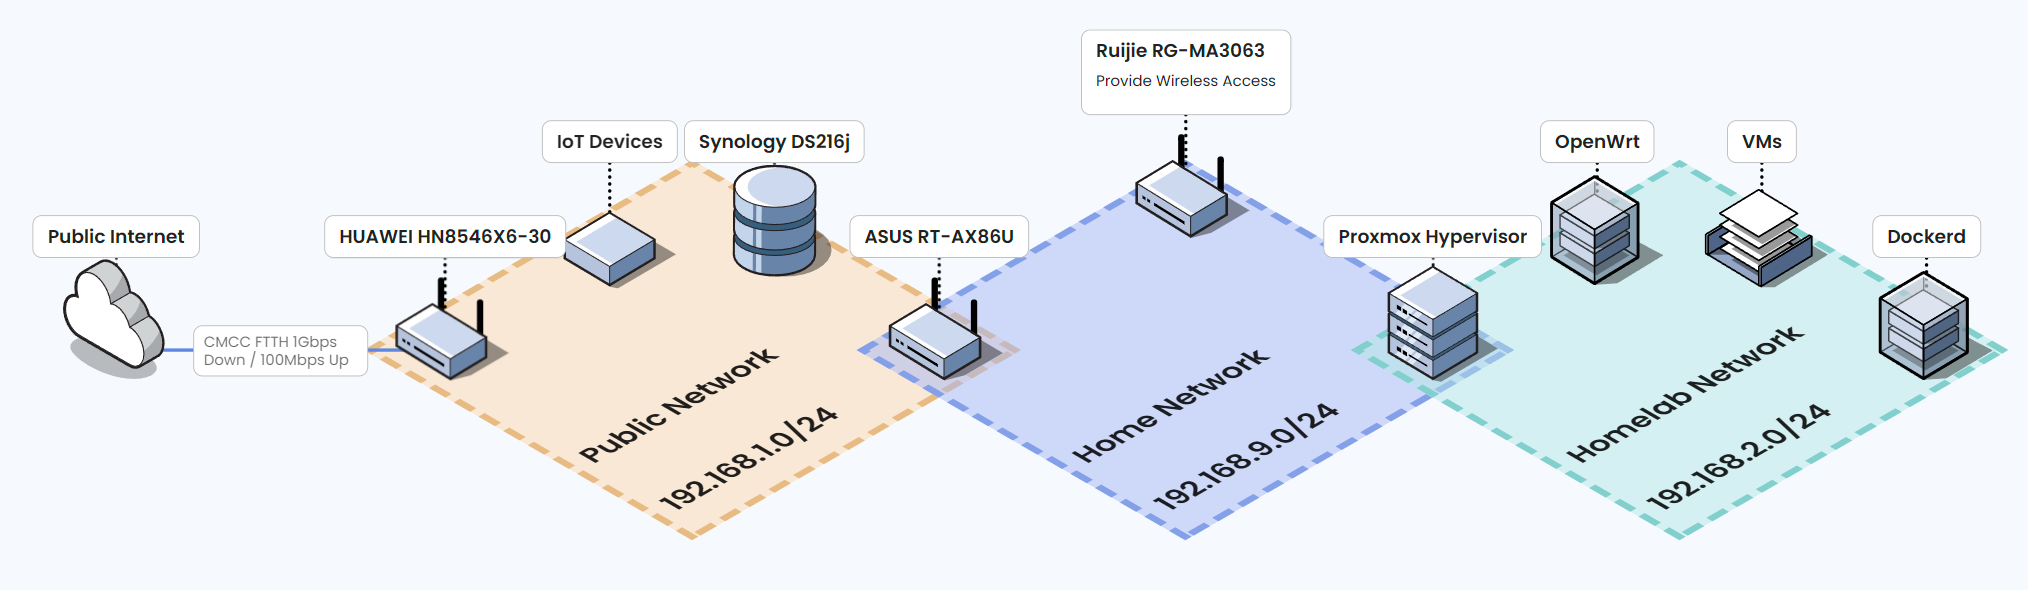 Public Internet
CMCC FTTH 1Gbps
Down / 100Mbps Up
HUAWEI HN8546X6-30
IoT Devices
Synology DS216j
Public Network
192.168.1.0/24
ASUS RT-AX86U
Ruijie RG-MA3063
Provide Wireless Access
Home Network
192.168.9.0/24
Proxmox Hypervisor
OpenWrt
VMs
Dockerd
Homelab Network
192.168.2.0/24